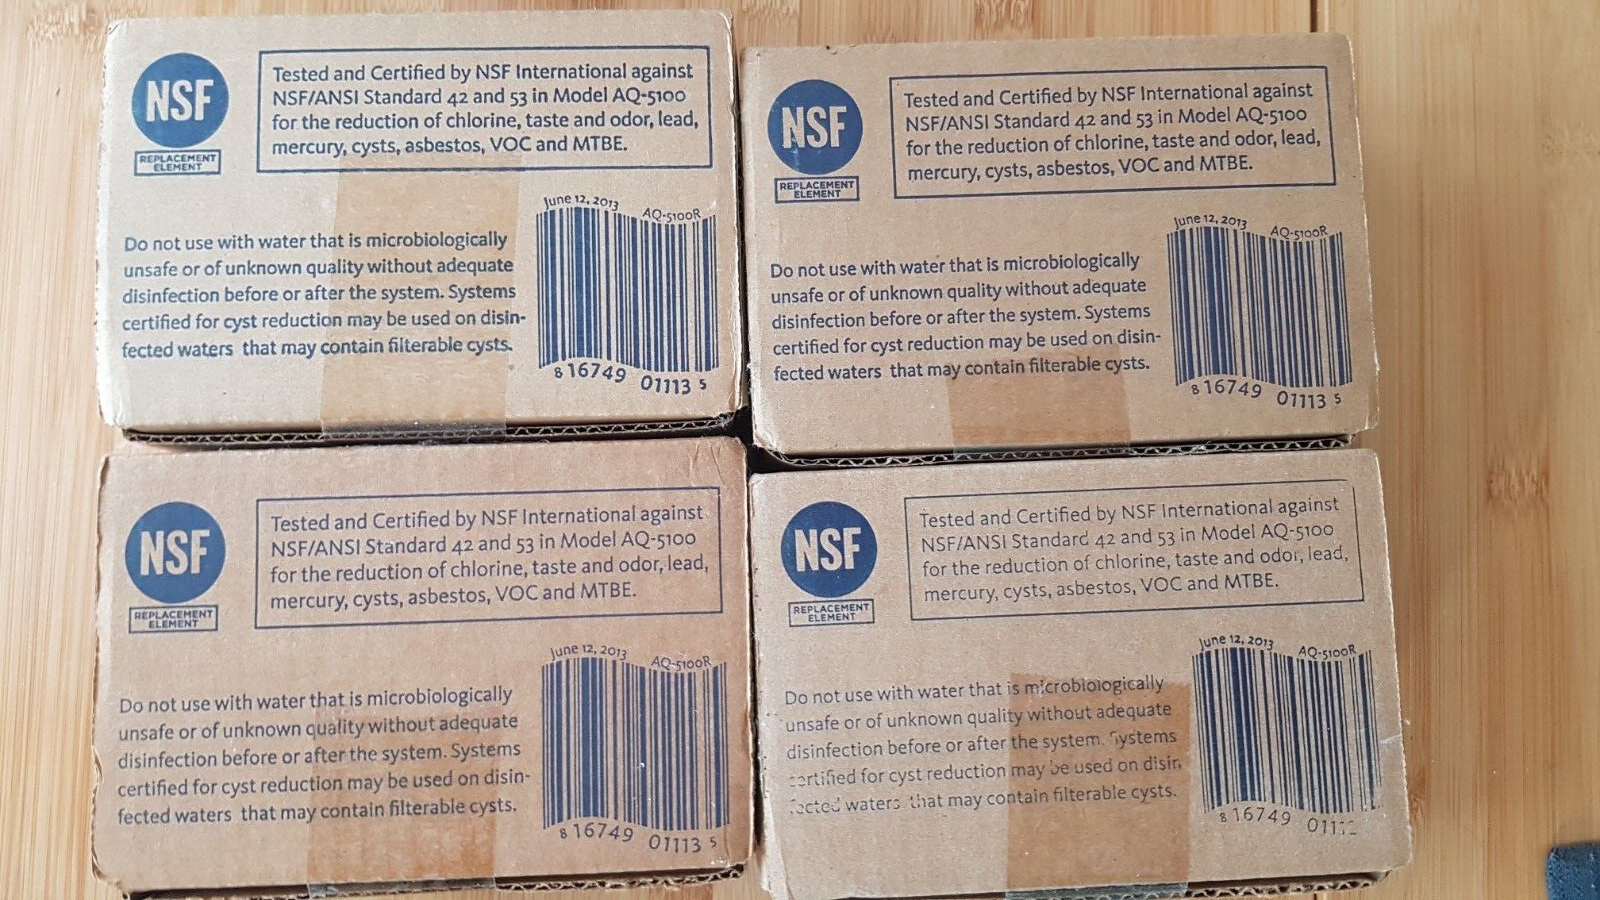 NSF
REPLACEMENT
ELEMENT
Tested and Certified by NSF International against
NSF/ANSI Standard 42 and 53 in Model AQ-5100
for the reduction of chlorine, taste and odor, lead,
mercury, cysts, asbestos, VOC and MTBE.
June 12, 2013 AQ-5100R
Do not use with water that is microbiologically
unsafe or of unknown quality without adequate
disinfection before or after the system. Systems
certified for cyst reduction may be used on disin-
fected waters that may contain filterable cysts.
8 16749 01113 5
NSF
REPLACEMENT
ELEMENT
Tested and Certified by NSF International against
NSF/ANSI Standard 42 and 53 in Model AQ-5100
for the reduction of chlorine, taste and odor, lead,
mercury, cysts, asbestos, VOC and MTBE.
June 12, 2013 AQ-5100R
Do not use with water that is microbiologically
unsafe or of unknown quality without adequate
disinfection before or after the system. Systems
certified for cyst reduction may be used on disin-
fected waters that may contain filterable cysts.
8 16749 01113 5
NSF
REPLACEMENT
ELEMENT
Tested and Certified by NSF International against
NSF/ANSI Standard 42 and 53 in Model AQ-5100
for the reduction of chlorine, taste and odor, lead,
mercury, cysts, asbestos, VOC and MTBE.
June 12, 2013 AQ-5100R
Do not use with water that is microbiologically
unsafe or of unknown quality without adequate
disinfection before or after the system. Systems
certified for cyst reduction may be used on disin-
fected waters that may contain filterable cysts.
8 16749 01113 5
NSF
REPLACEMENT
ELEMENT
Tested and Certified by NSF International against
NSF/ANSI Standard 42 and 53 in Model AQ-5100
for the reduction of chlorine, taste and odor, lead,
mercury, cysts, asbestos, VOC and MTBE.
June 12, 2013 AQ-5100R
Do not use with water that is microbiologically
unsafe or of unknown quality without adequate
disinfection before or after the system. Systems
certified for cyst reduction may be used on disin
fected waters that may contain filterable cysts.
8 16749